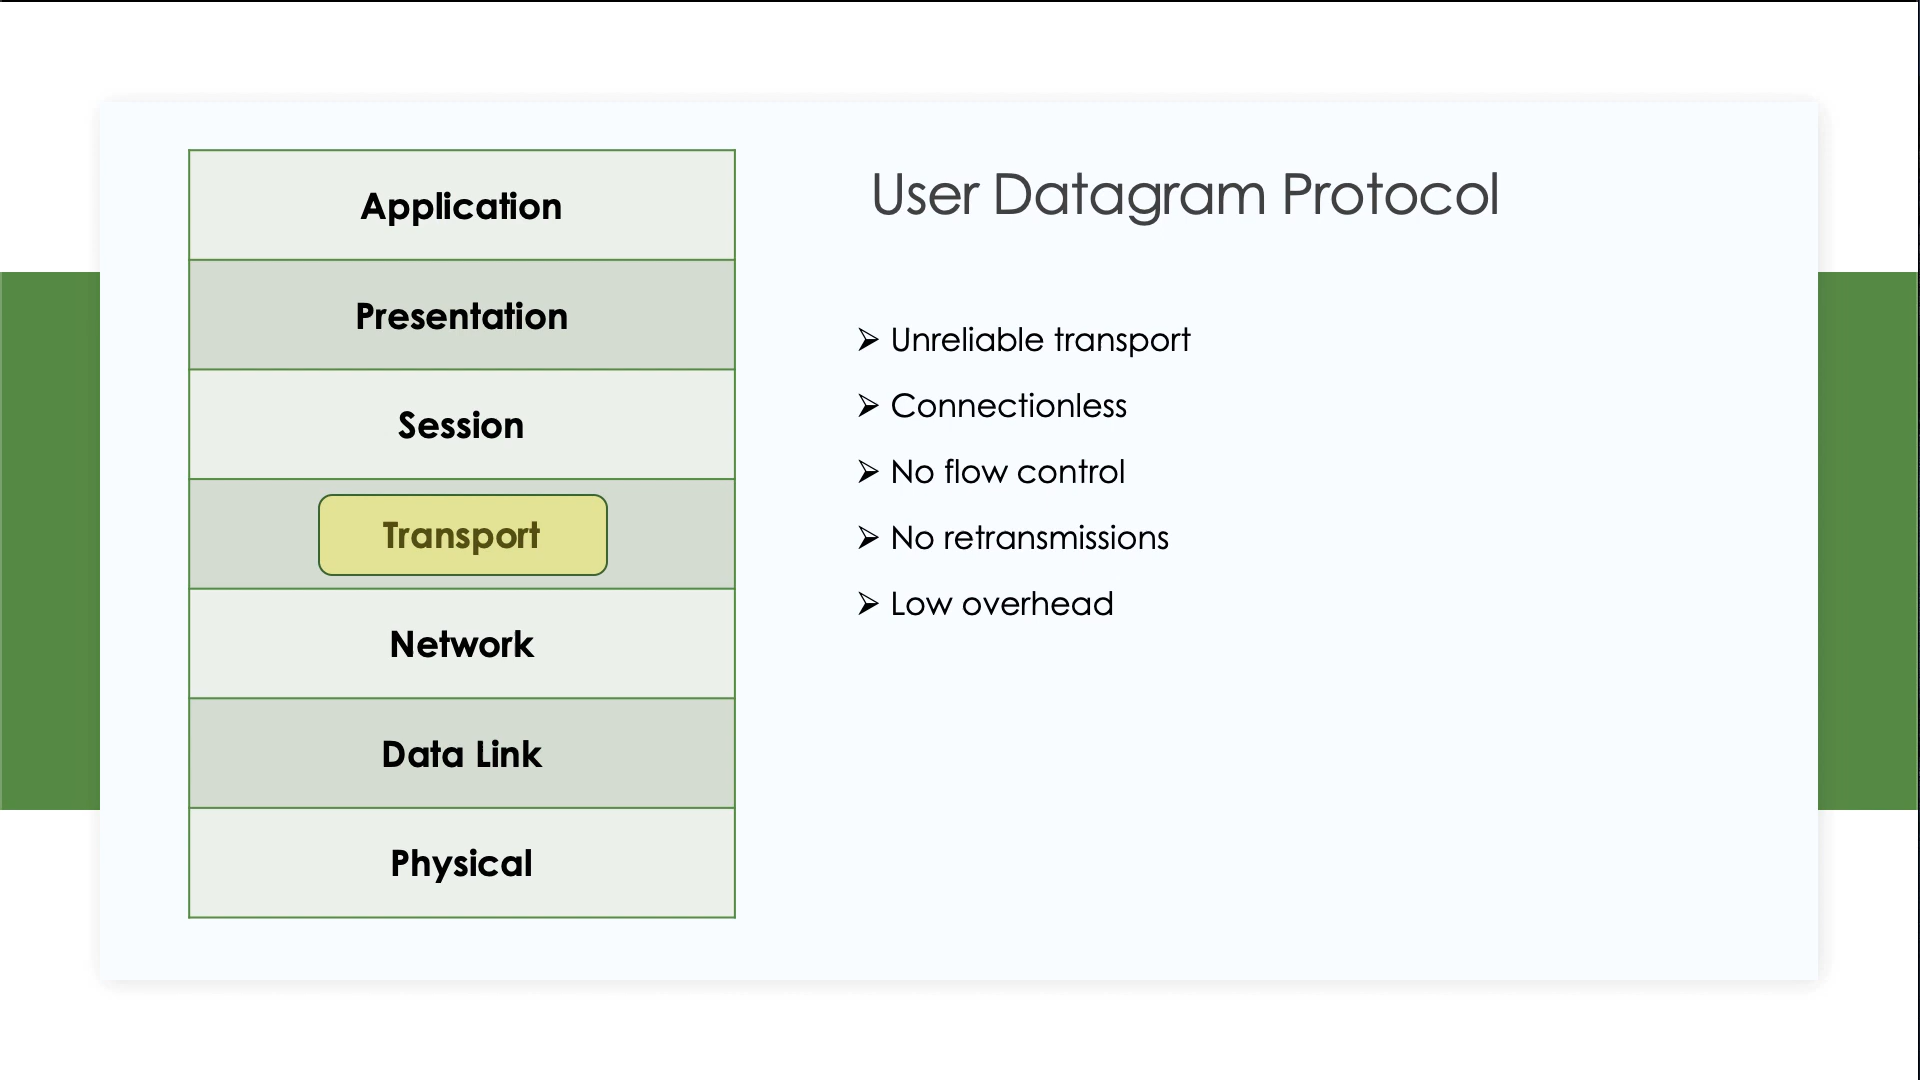 Application
Presentation
Session
Transport
Network
Data Link
Physical
User Datagram Protocol
➢ Unreliable transport
➢ Connectionless
➢ No flow control
➢ No retransmissions
➢ Low overhead